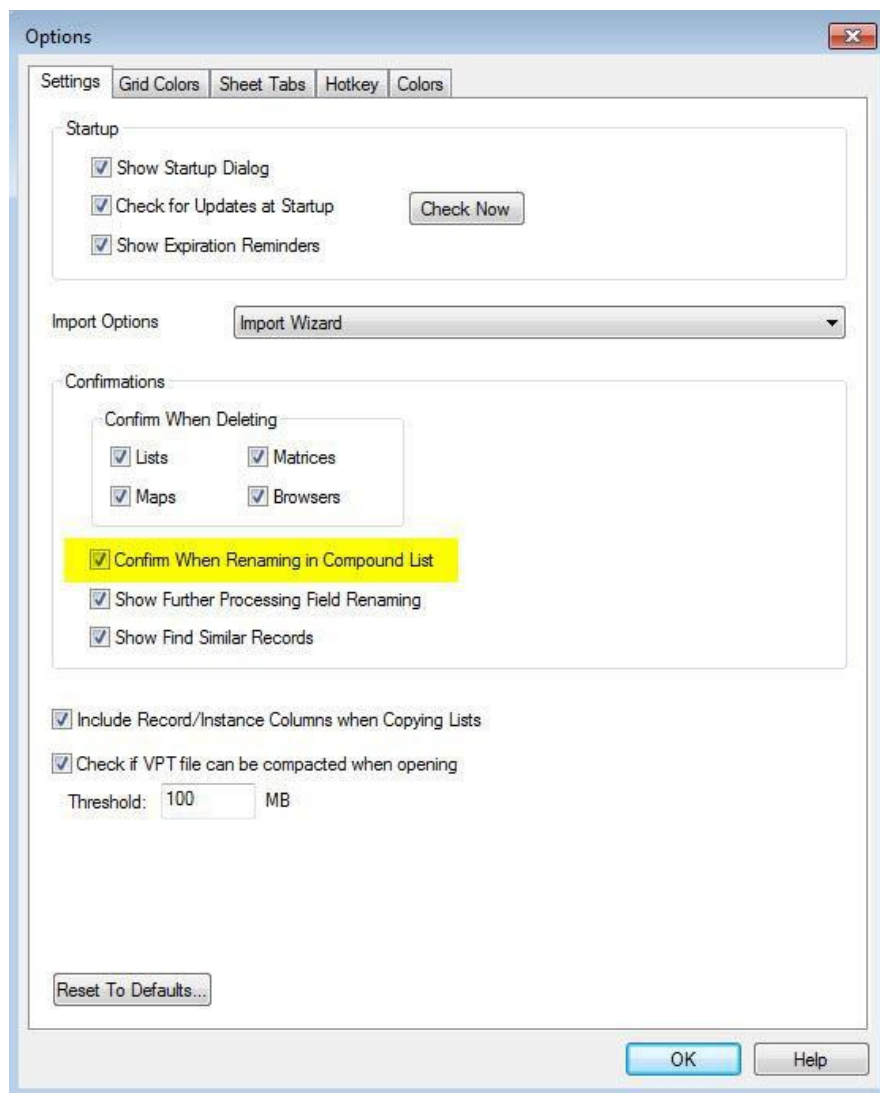 Options
Settings Grid Colors Sheet Tabs Hotkey Colors
Startup
Show Startup Dialog
Check for Updates at Startup Check Now
Show Expiration Reminders
Import Options Import Wizard
Confirmations
Confirm When Deleting
Lists Matrices
Maps Browsers
Confirm When Renaming in Compound List
Show Further Processing Field Renaming
Show Find Similar Records
Include Record/Instance Columns when Copying Lists
Check if VPT file can be compacted when opening
Threshold: 100 MB
Reset To Defaults...
OK Help